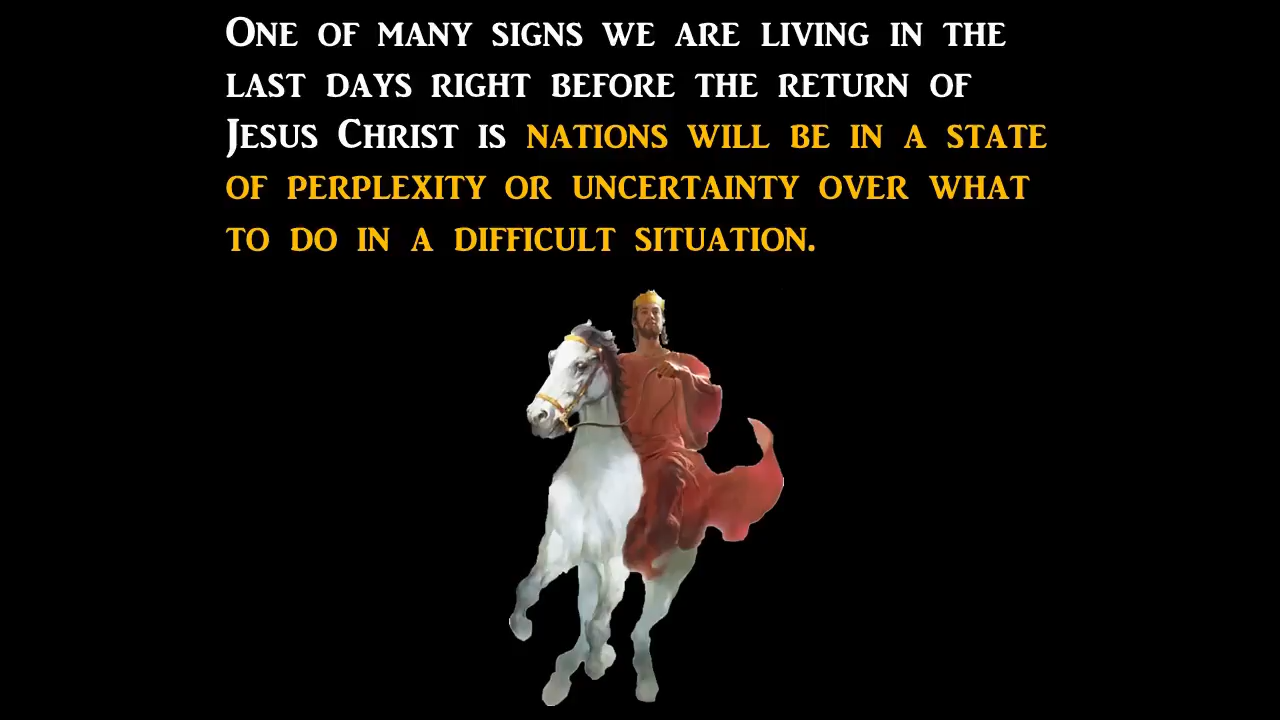 One of many signs we are living in the
last days right before the return of
Jesus Christ is nations will be in a state
of perplexity or uncertainty over what
to do in a difficult situation.